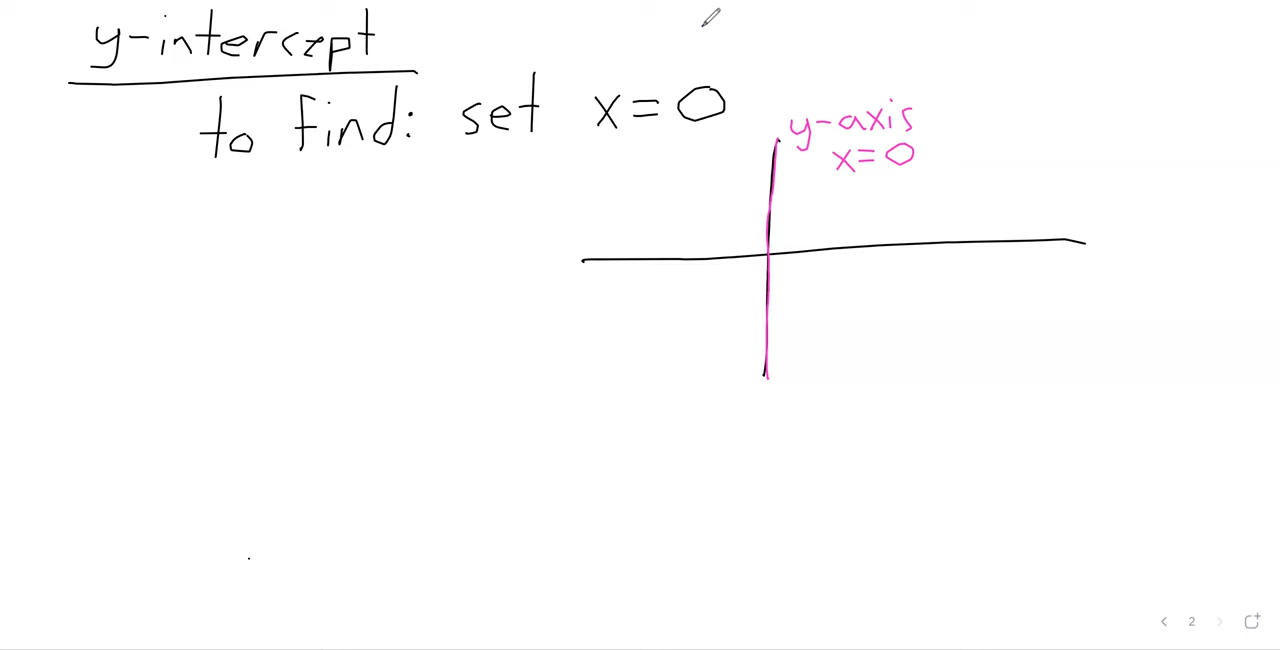 y-intercept
to find: set x=0
y-axis
x=0
2